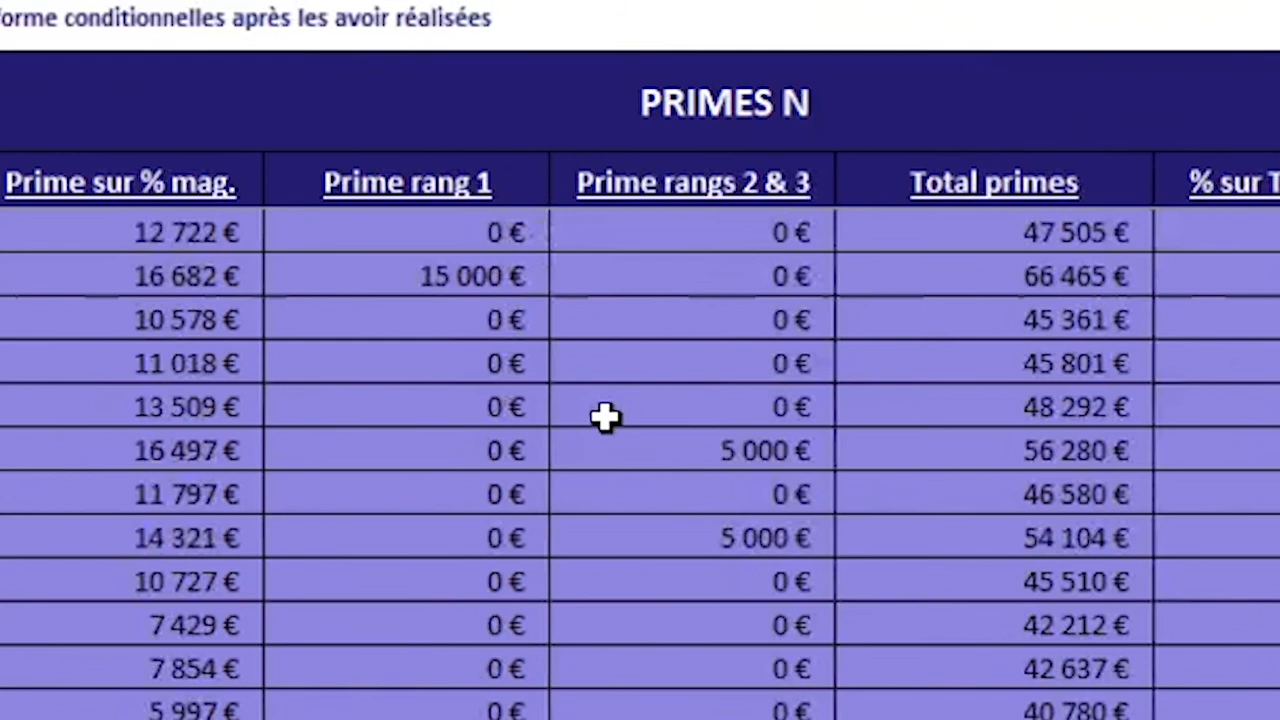 forme conditionnelles après les avoir réalisées
PRIMES N
Prime sur % mag. Prime rang 1 Prime rangs 2 & 3 Total primes % sur T
12 722 € 0 € 0 € 47 505 €
16 682 € 15 000 € 0 € 66 465 €
10 578 € 0 € 0 € 45 361 €
11 018 € 0 € 0 € 45 801 €
13 509 € 0 € 0 € 48 292 €
16 497 € 0 € 5 000 € 56 280 €
11 797 € 0 € 0 € 46 580 €
14 321 € 0 € 5 000 € 54 104 €
10 727 € 0 € 0 € 45 510 €
7 429 € 0 € 0 € 42 212 €
7 854 € 0 € 0 € 42 637 €
5 997 € 0 € 0 € 40 780 €